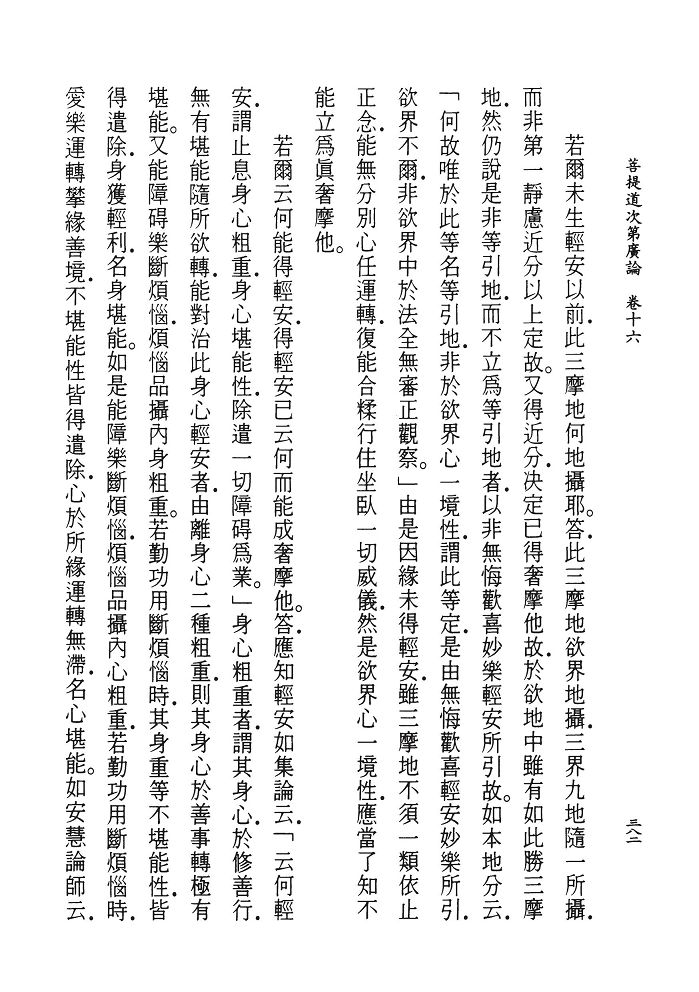 菩提道次第廣論　卷十六
三八二
若爾未生輕安以前．此三摩地何地攝耶。答．此三摩地欲界地攝．三界九地隨一所攝．
而非第一靜慮近分以上定故。又得近分．決定已得奢摩他故．於欲地中雖有如此勝三摩
地．然仍說是非等引地．而不立爲等引地者．以非無悔歡喜妙樂輕安所引故。如本地分云．
「何故唯於此等名等引地．非於欲界心一境性．謂此等定．是由無悔歡喜輕安妙樂所引．
欲界不爾．非欲界中於法全無審正觀察。」由是因緣未得輕安．雖三摩地不須一類依止
正念．能無分別心任運轉．復能合糅行住坐臥一切威儀．然是欲界心一境性．應當了知不
能立爲眞奢摩他。
若爾云何能得輕安．得輕安已云何而能成奢摩他。答．應知輕安如集論云．「云何輕
安．謂止息身心粗重．身心堪能性．除遣一切障碍爲業。」身心粗重者．謂其身心．於修善行．
無有堪能隨所欲轉．能對治此身心輕安者．由離身心二種粗重．則其身心於善事轉極有
堪能。又能障碍樂斷煩惱．煩惱品攝內身粗重。若勤功用斷煩惱時．其身重等不堪能性．皆
得遣除．身獲輕利．名身堪能。如是能障樂斷煩惱．煩惱品攝內心粗重．若勤功用斷煩惱時．
愛樂運轉攀緣善境．不堪能性皆得遣除．心於所緣運轉無滯．名心堪能。如安慧論師云．